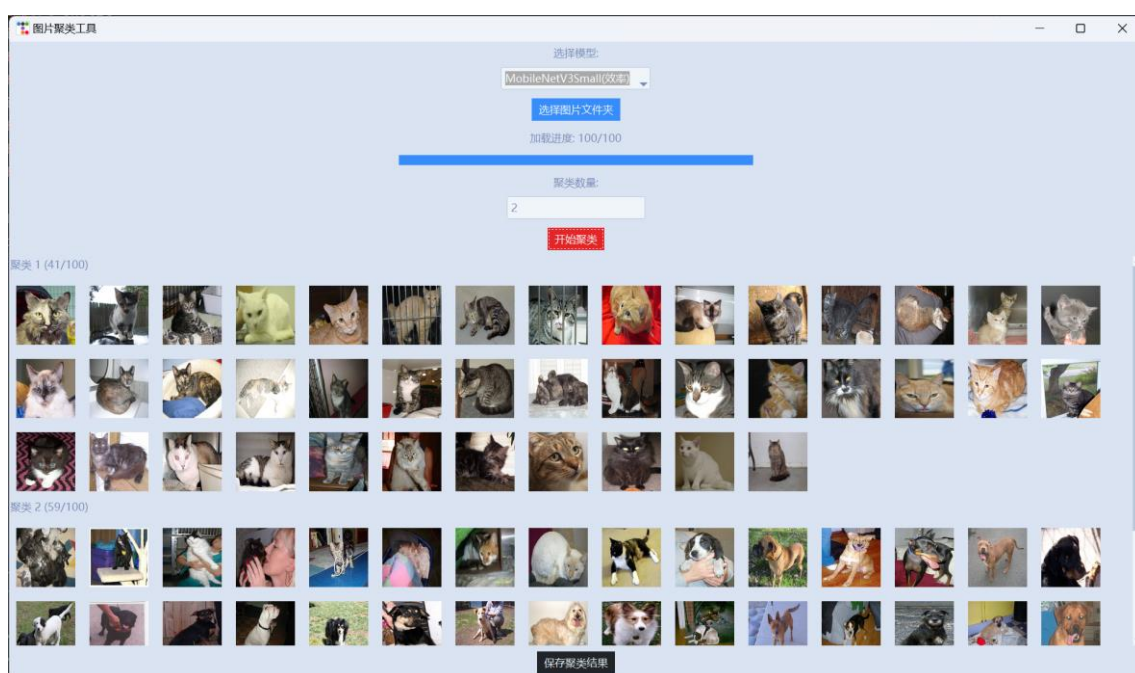 图片聚类工具
选择模型:
MobileNetV3Small(效率)
选择图片文件夹
加载进度: 100/100
聚类数量:
2
开始聚类
聚类 1 (41/100)
聚类 2 (59/100)
保存聚类结果